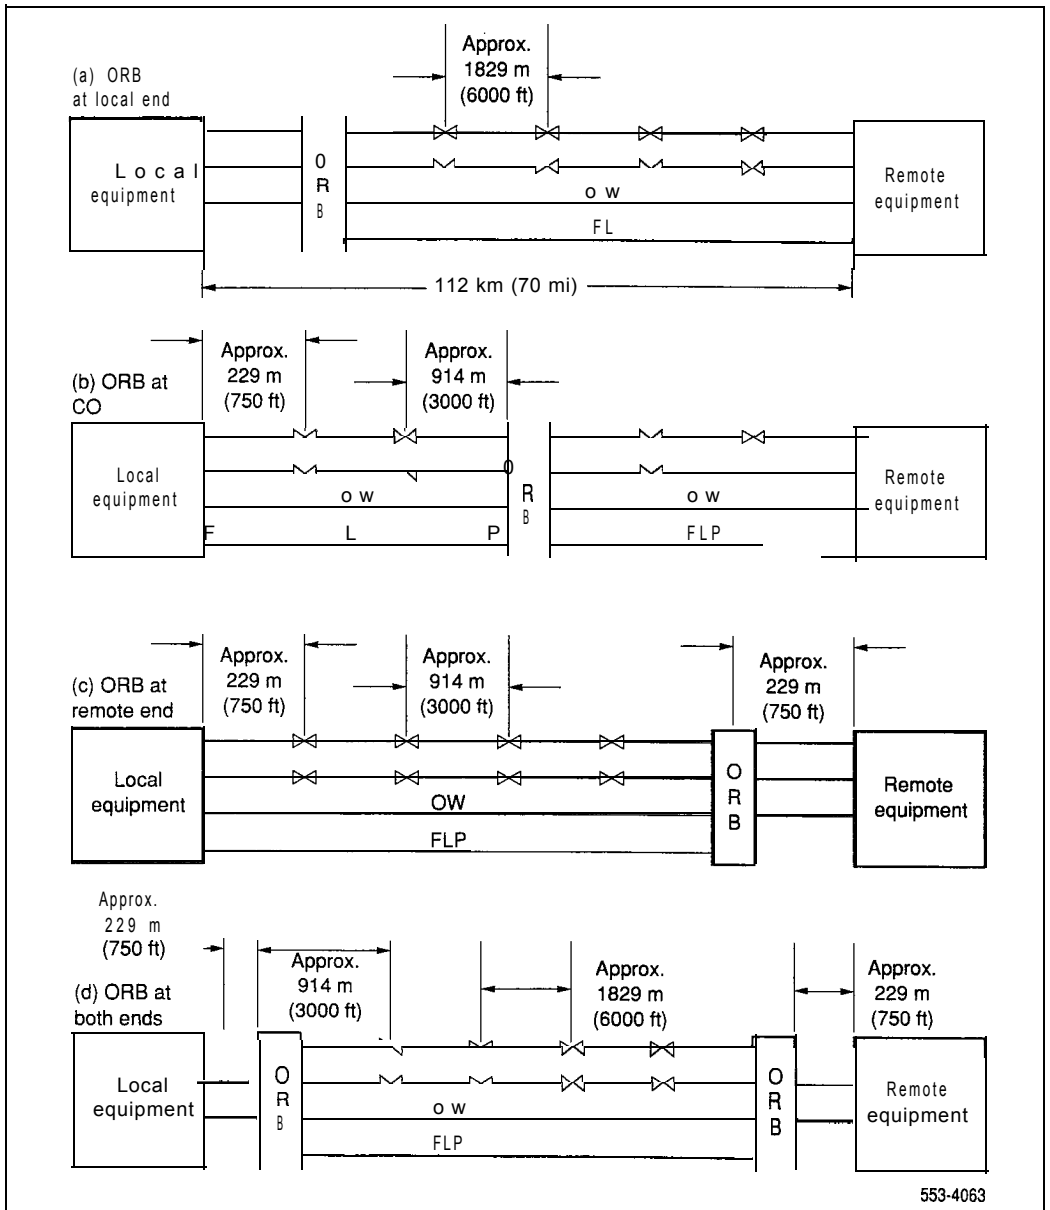 Approx.
1829 m
(6000 ft)
(a) ORB
at local end
Local
equipment
O
R
B
Remote
equipment
OW
FL
112 km (70 mi)
Approx.
229 m
(750 ft)
Approx.
914 m
(3000 ft)
(b) ORB at
CO
Local
equipment
O
R
B
OW
OW
Remote
equipment
F L P
FLP
Approx.
229 m
(750 ft)
Approx.
914 m
(3000 ft)
Approx.
229 m
(750 ft)
(c) ORB at
remote end
Local
equipment
O
R
B
Remote
equipment
OW
FLP
Approx.
229 m
(750 ft)
Approx.
914 m
(3000 ft)
Approx.
1829 m
(6000 ft)
Approx.
229 m
(750 ft)
(d) ORB at
both ends
Local
equipment
O
R
B
OW
FLP
O
R
B
Remote
equipment
553-4063